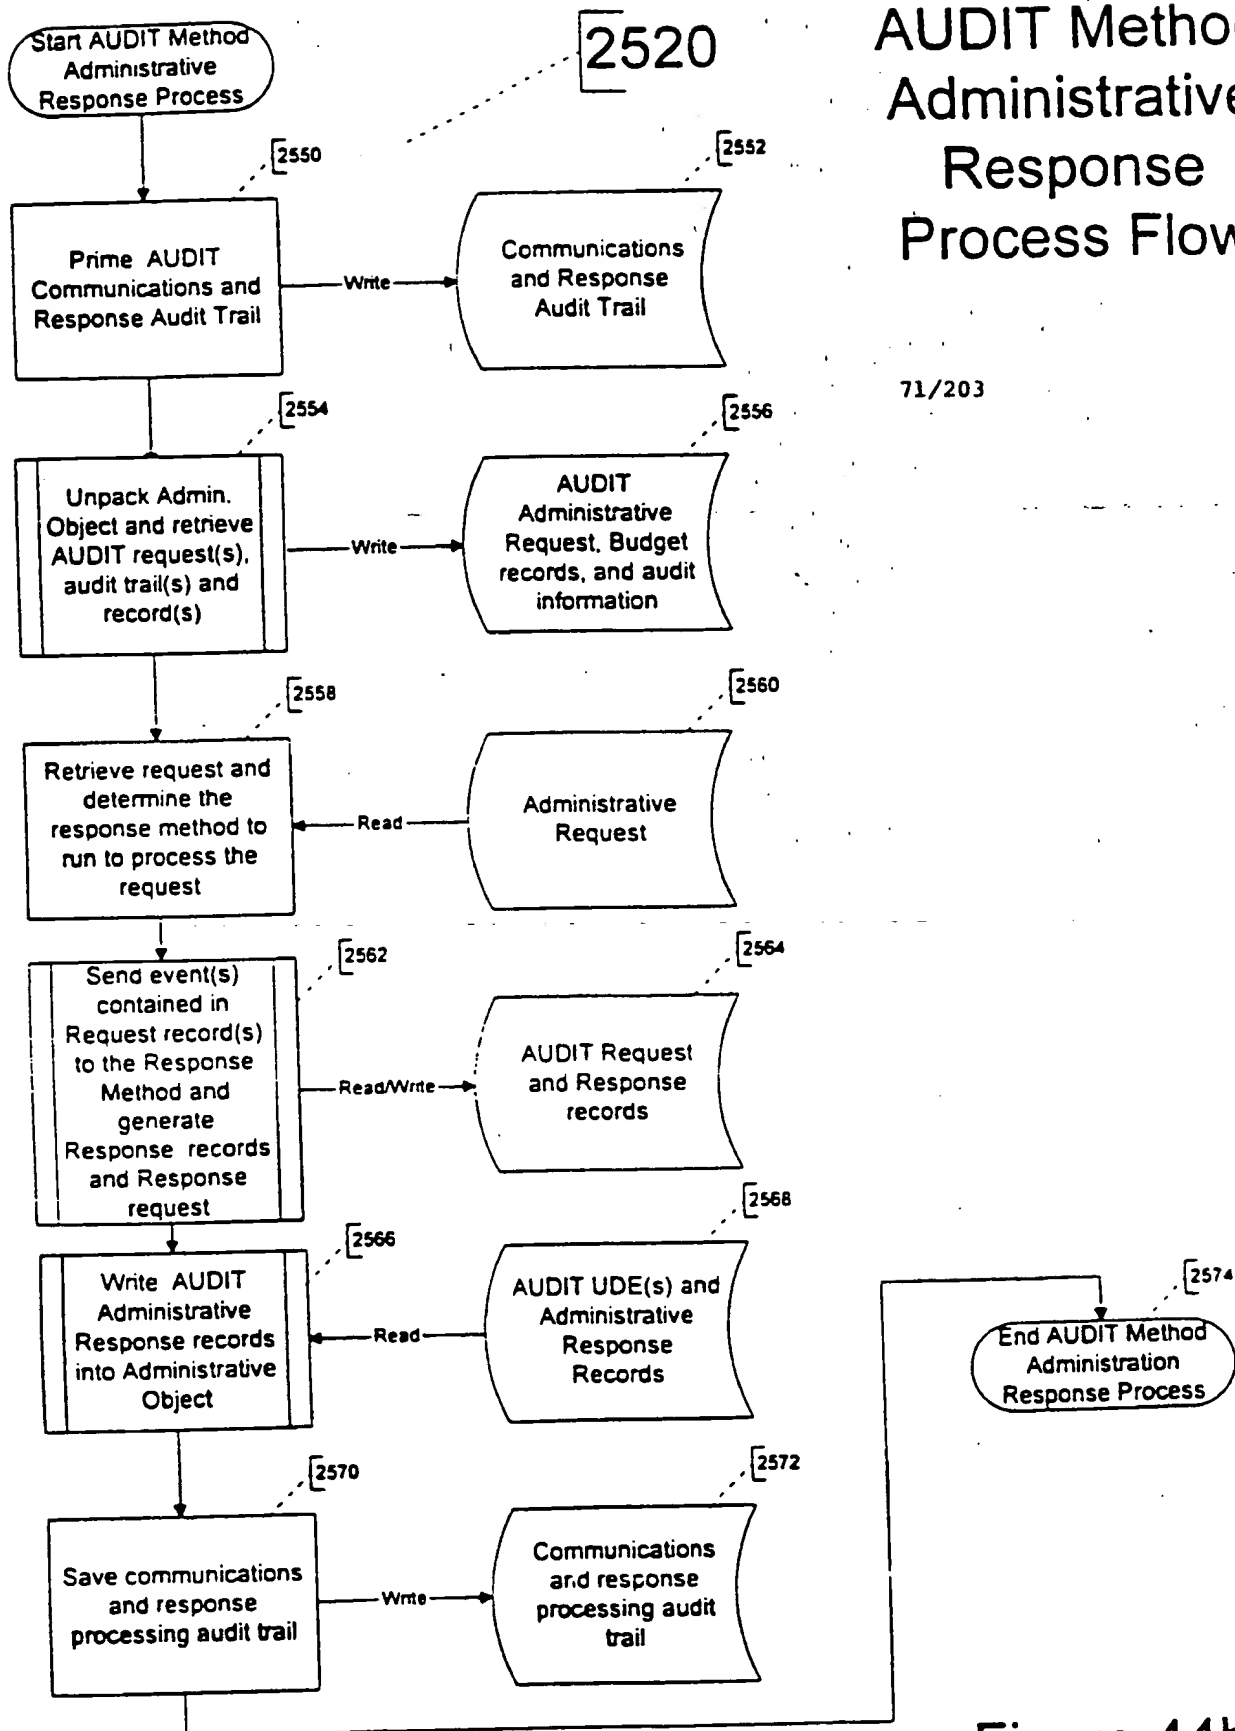 Start AUDIT Method
Administrative
Response Process
2520
AUDIT Metho
Administrative
Response
Process Flow
2550
Prime AUDIT
Communications and
Response Audit Trail
Write
2552
Communications
and Response
Audit Trail
71/203
2554
Unpack Admin.
Object and retrieve
AUDIT request(s),
audit trail(s) and
record(s)
Write
2556
AUDIT
Administrative
Request, Budget
records, and audit
information
2558
Retrieve request and
determine the
response method to
run to process the
request
Read
2560
Administrative
Request
2562
Send event(s)
contained in
Request record(s)
to the Response
Method and
generate
Response records
and Response
request
Read/Write
2564
AUDIT Request
and Response
records
2566
Write AUDIT
Administrative
Response records
into Administrative
Object
Read
2568
AUDIT UDE(s) and
Administrative
Response
Records
2574
End AUDIT Method
Administration
Response Process
2570
Save communications
and response
processing audit trail
Write
2572
Communications
and response
processing audit
trail
Figure 44b